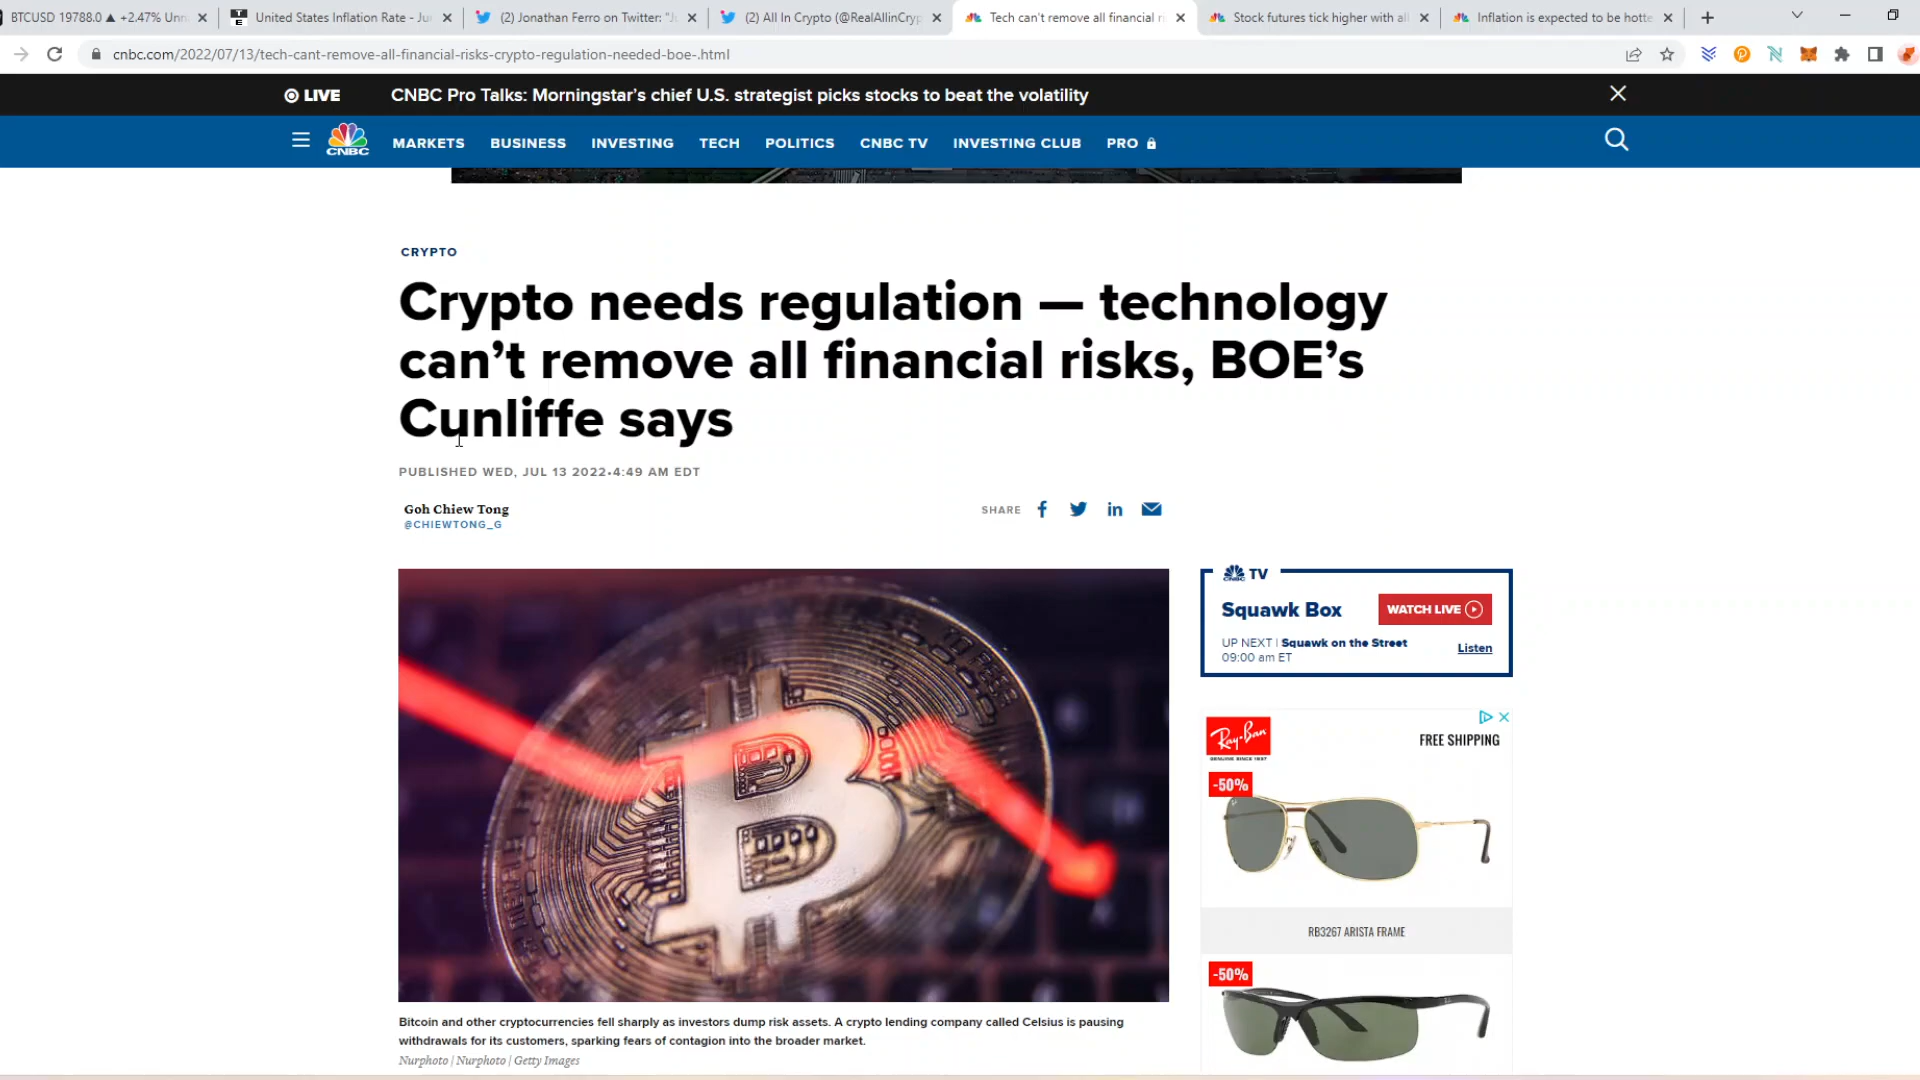 BTCUSD 19788.0 ▲ +2.47% Unn
United States Inflation Rate - Ju
(2) Jonathan Ferro on Twitter: "J
(2) All In Crypto (@RealAllinCryp
Tech can't remove all financial ri
Stock futures tick higher with all
Inflation is expected to be hotte
cnbc.com/2022/07/13/tech-cant-remove-all-financial-risks-crypto-regulation-needed-boe-.html
LIVE
CNBC Pro Talks: Morningstar's chief U.S. strategist picks stocks to beat the volatility
CNBC
MARKETS BUSINESS INVESTING TECH POLITICS CNBC TV INVESTING CLUB PRO
CRYPTO
Crypto needs regulation — technology
can't remove all financial risks, BOE's
Cunliffe says
PUBLISHED WED, JUL 13 2022•4:49 AM EDT
Goh Chiew Tong
@CHIEWTONG_G
SHARE
CNBC TV
Squawk Box
WATCH LIVE
UP NEXT | Squawk on the Street
09:00 am ET
Listen
Ray-Ban
GENUINE SINCE 1937
FREE SHIPPING
-50%
RB3267 ARISTA FRAME
-50%
Bitcoin and other cryptocurrencies fell sharply as investors dump risk assets. A crypto lending company called Celsius is pausing
withdrawals for its customers, sparking fears of contagion into the broader market.
Nurphoto | Nurphoto | Getty Images